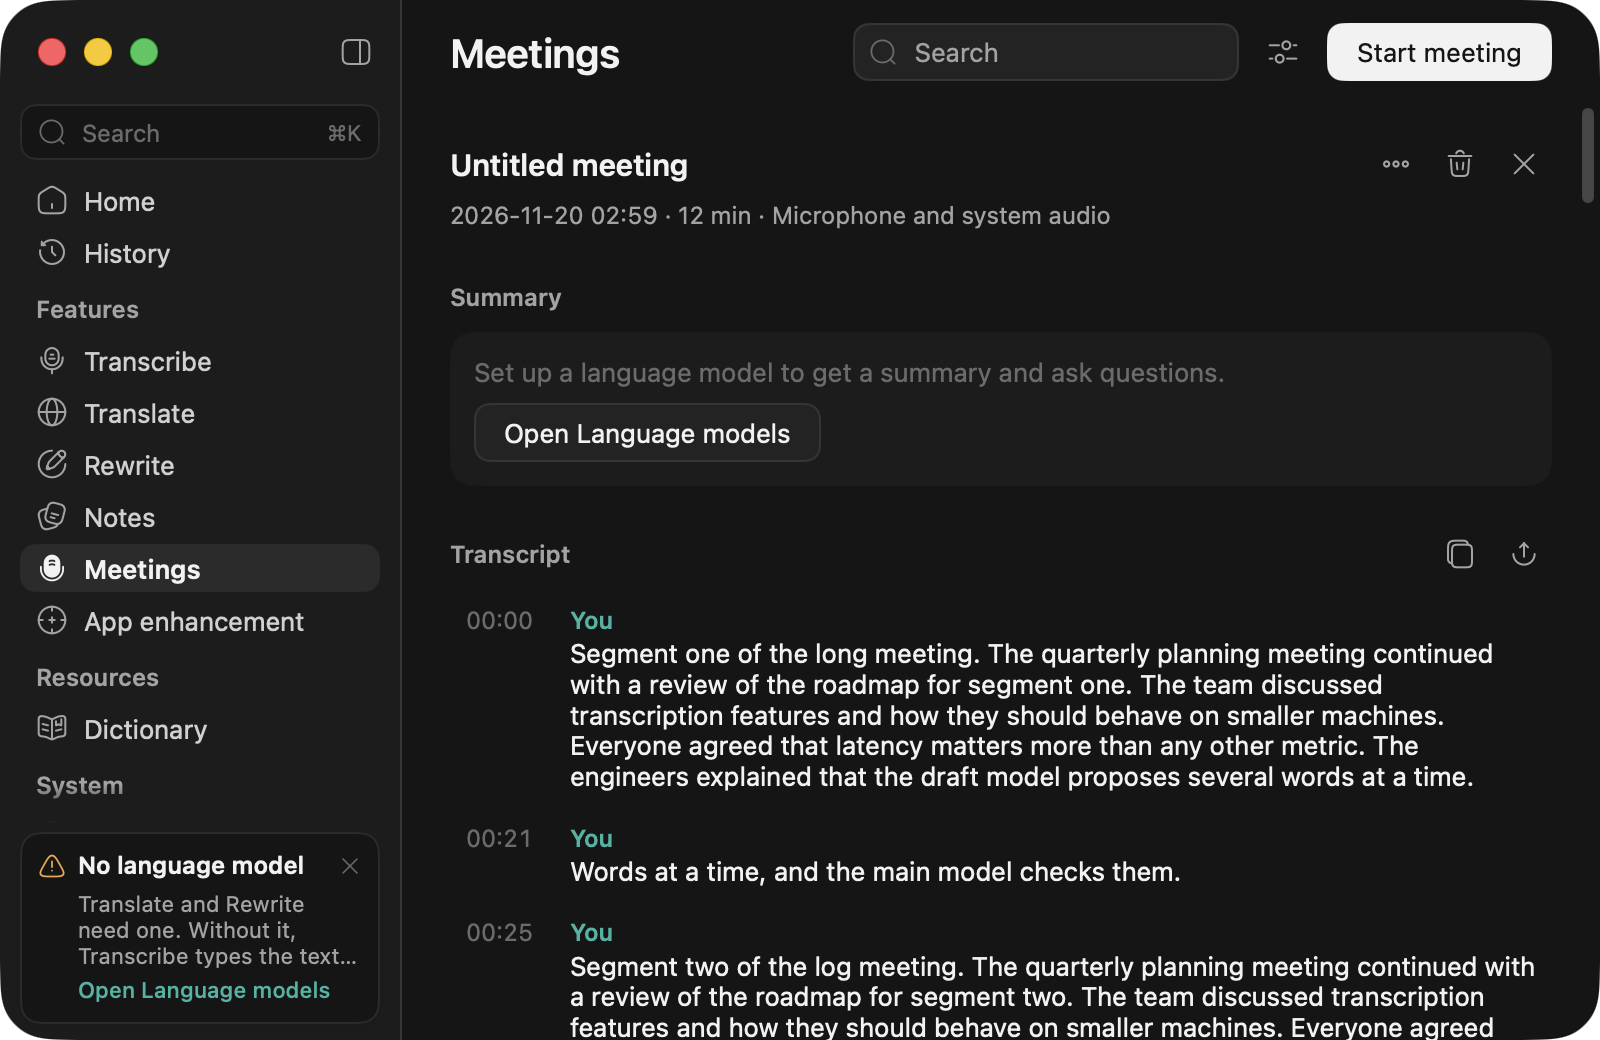 Search ⌘K
Home
History
Features
Transcribe
Translate
Rewrite
Notes
Meetings
App enhancement
Resources
Dictionary
System
No language model
Translate and Rewrite
need one. Without it,
Transcribe types the text…
Open Language models
Meetings
Search
Start meeting
Untitled meeting
2026-11-20 02:59 · 12 min · Microphone and system audio
Summary
Set up a language model to get a summary and ask questions.
Open Language models
Transcript
00:00 You
Segment one of the long meeting. The quarterly planning meeting continued
with a review of the roadmap for segment one. The team discussed
transcription features and how they should behave on smaller machines.
Everyone agreed that latency matters more than any other metric. The
engineers explained that the draft model proposes several words at a time.
00:21 You
Words at a time, and the main model checks them.
00:25 You
Segment two of the log meeting. The quarterly planning meeting continued with
a review of the roadmap for segment two. The team discussed transcription
features and how they should behave on smaller machines. Everyone agreed